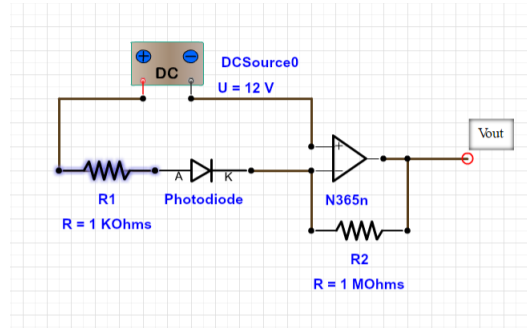 DC
DCSource0
U = 12 V
+
Vout
A
K
R1
Photodiode
N365n
R = 1 KOhms
R2
R = 1 MOhms